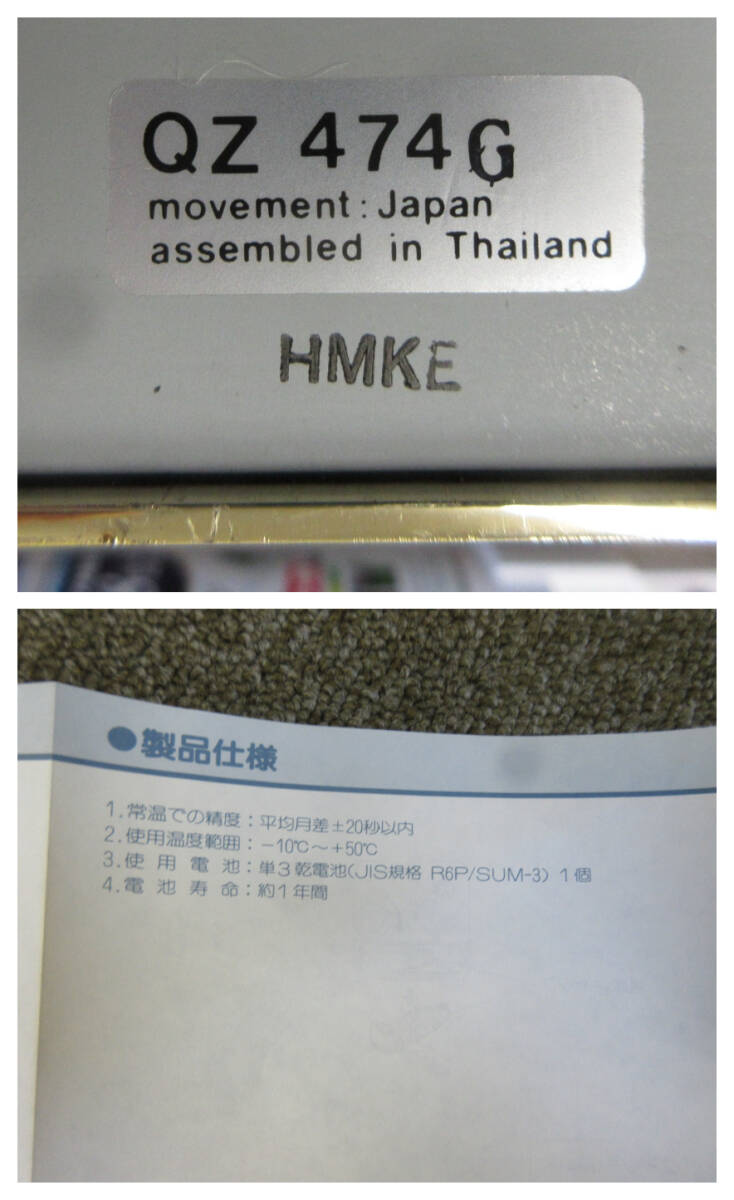 QZ 474G
movement: Japan
assembled in Thailand
HMKE
●製品仕様
1.常温での精度：平均月差±20秒以内
2.使用温度範囲：−10℃〜+50℃
3.使用電池：単3乾電池(JIS規格 R6P/SUM-3) 1個
4.電池寿命：約1年間